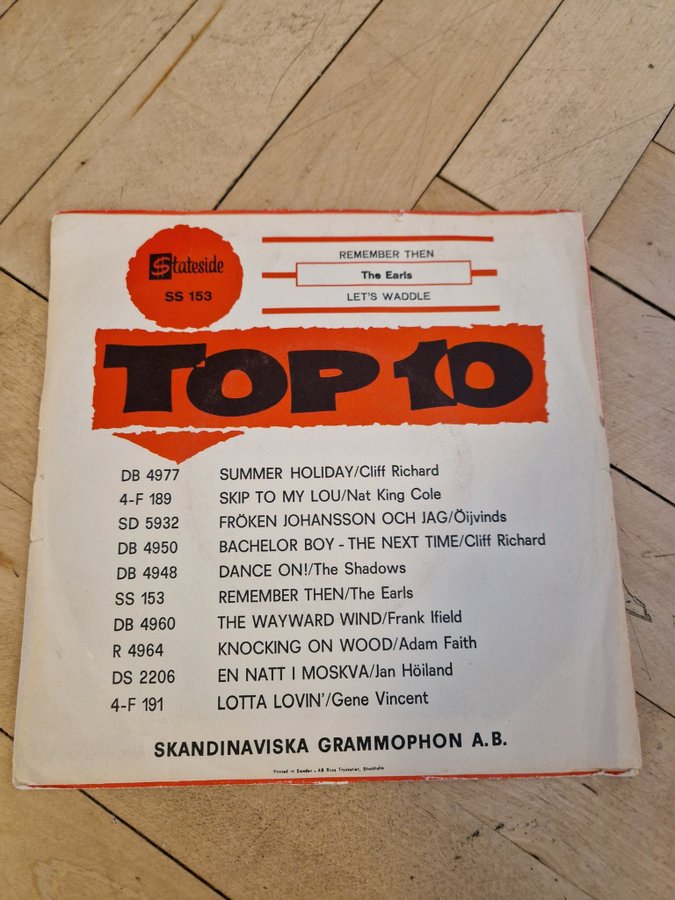 Stateside
SS 153
REMEMBER THEN
The Earls
LET'S WADDLE
TOP 10
DB 4977 SUMMER HOLIDAY/Cliff Richard
4-F 189 SKIP TO MY LOU/Nat King Cole
SD 5932 FRÖKEN JOHANSSON OCH JAG/Öijvinds
DB 4950 BACHELOR BOY - THE NEXT TIME/Cliff Richard
DB 4948 DANCE ON!/The Shadows
SS 153 REMEMBER THEN/The Earls
DB 4960 THE WAYWARD WIND/Frank Ifield
R 4964 KNOCKING ON WOOD/Adam Faith
DS 2206 EN NATT I MOSKVA/Jan Höiland
4-F 191 LOTTA LOVIN'/Gene Vincent
SKANDINAVISKA GRAMMOPHON A.B.
Printed in Sweden - AB Ruus Tryckerier, Stockholm